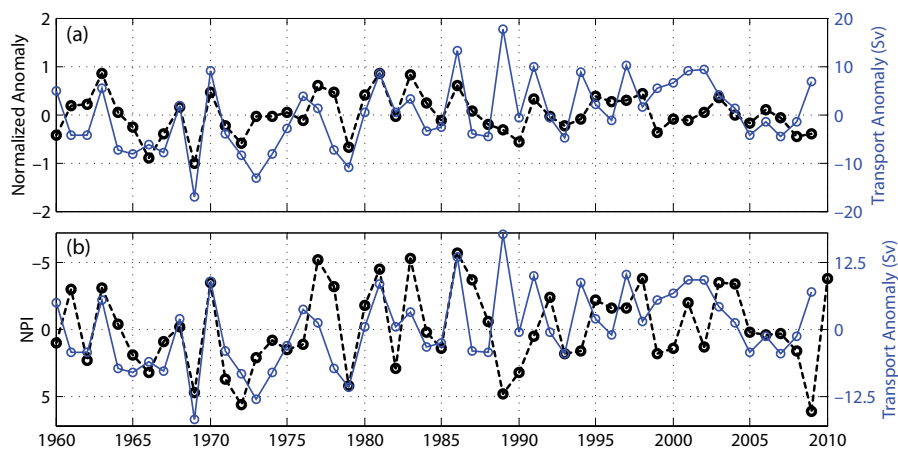 (a)
Normalized Anomaly
2
1
0
−1
−2
20
10
0
−10
−20
Transport Anomaly (Sv)
(b)
NPI
−5
0
5
12.5
0
−12.5
Transport Anomaly (Sv)
1960 1965 1970 1975 1980 1985 1990 1995 2000 2005 2010